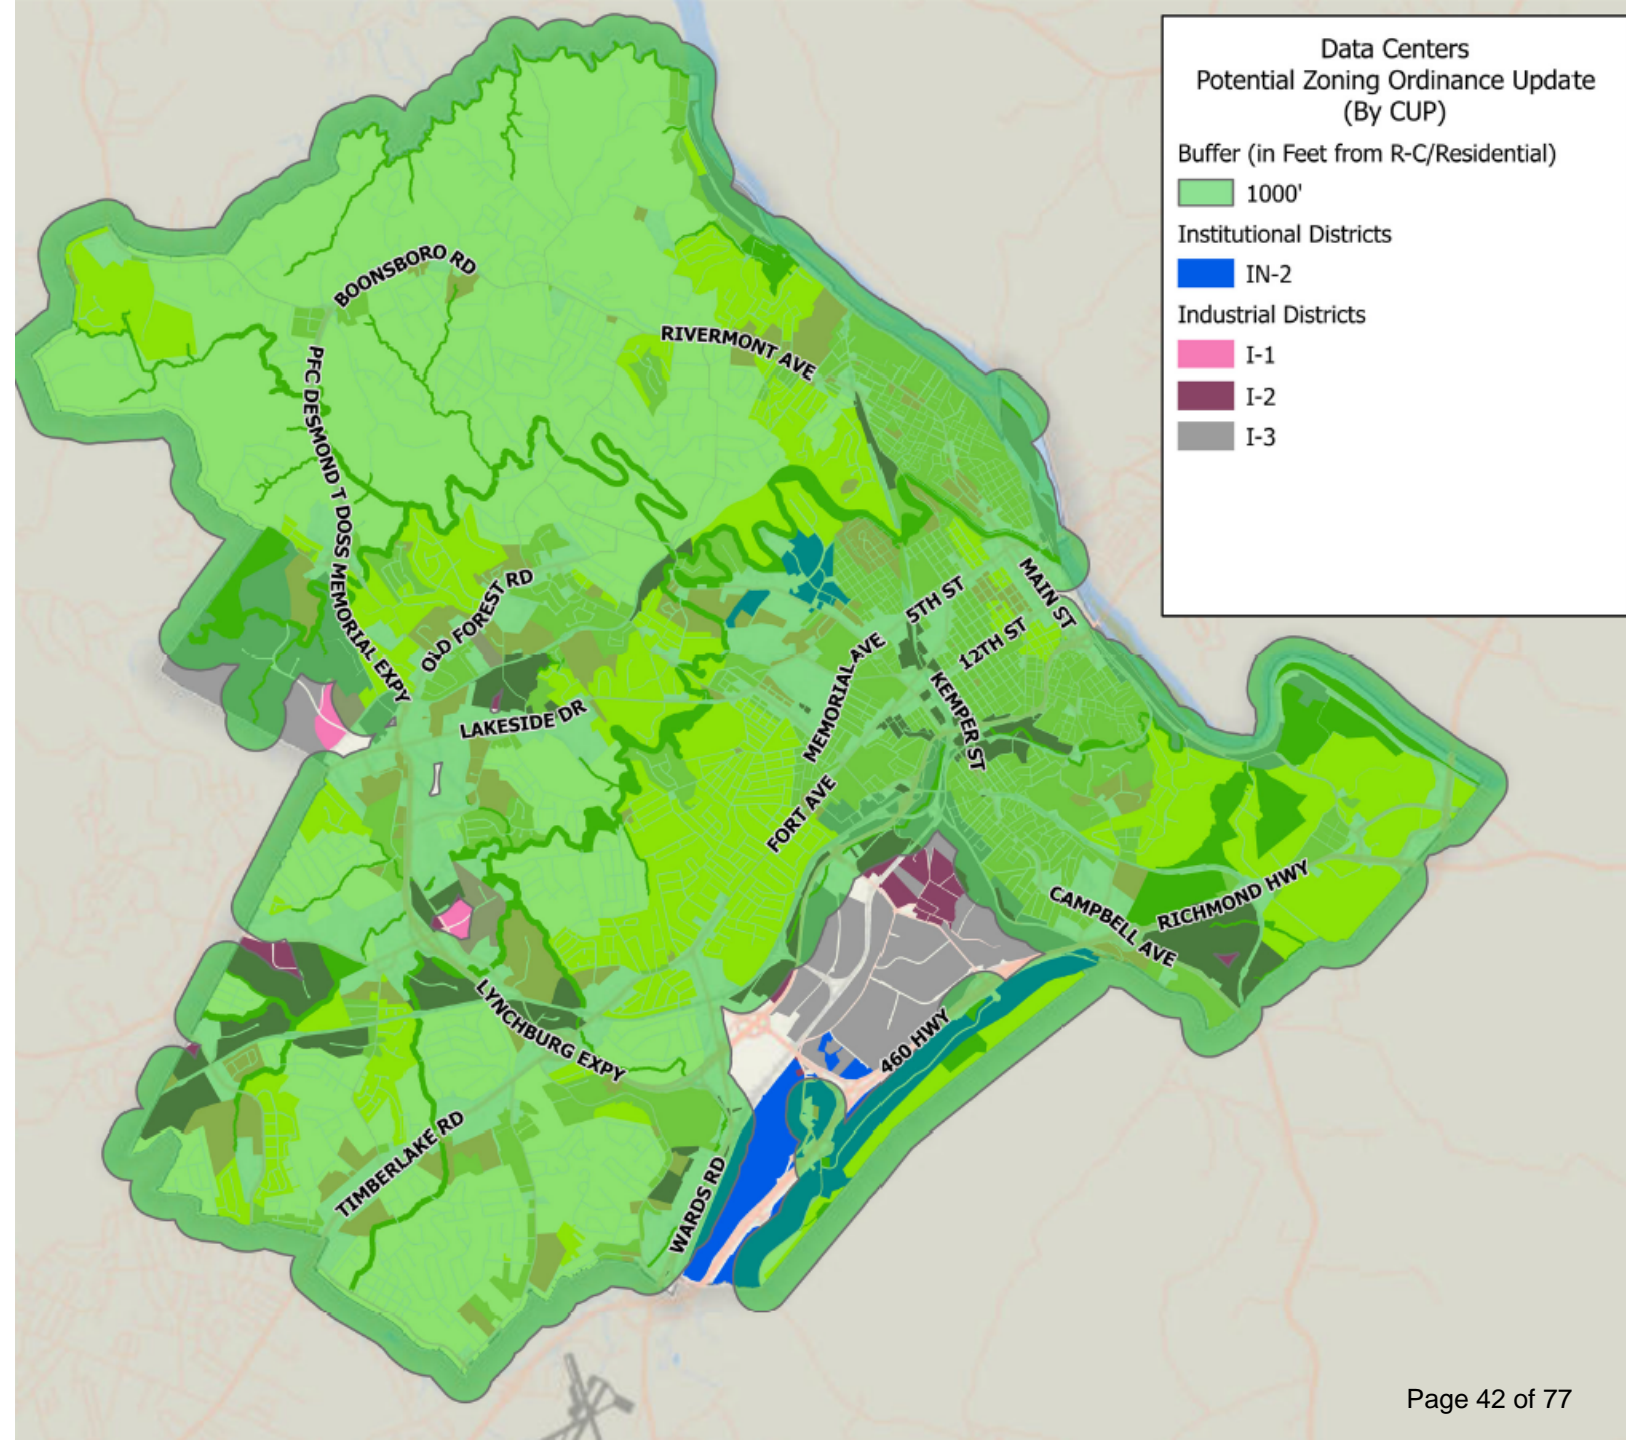 Data Centers
Potential Zoning Ordinance Update
(By CUP)
Buffer (in Feet from R-C/Residential)
1000'
Institutional Districts
IN-2
Industrial Districts
I-1
I-2
I-3
BOONSBORO RD
RIVERMONT AVE
PFC DESMOND T DOSS MEMORIAL EXPY
OLD FOREST RD
MAIN ST
5TH ST
12TH ST
MEMORIAL AVE
KEMPER ST
LAKESIDE DR
FORT AVE
CAMPBELL AVE
RICHMOND HWY
LYNCHBURG EXPY
460 HWY
TIMBERLAKE RD
WARDS RD
Page 42 of 77